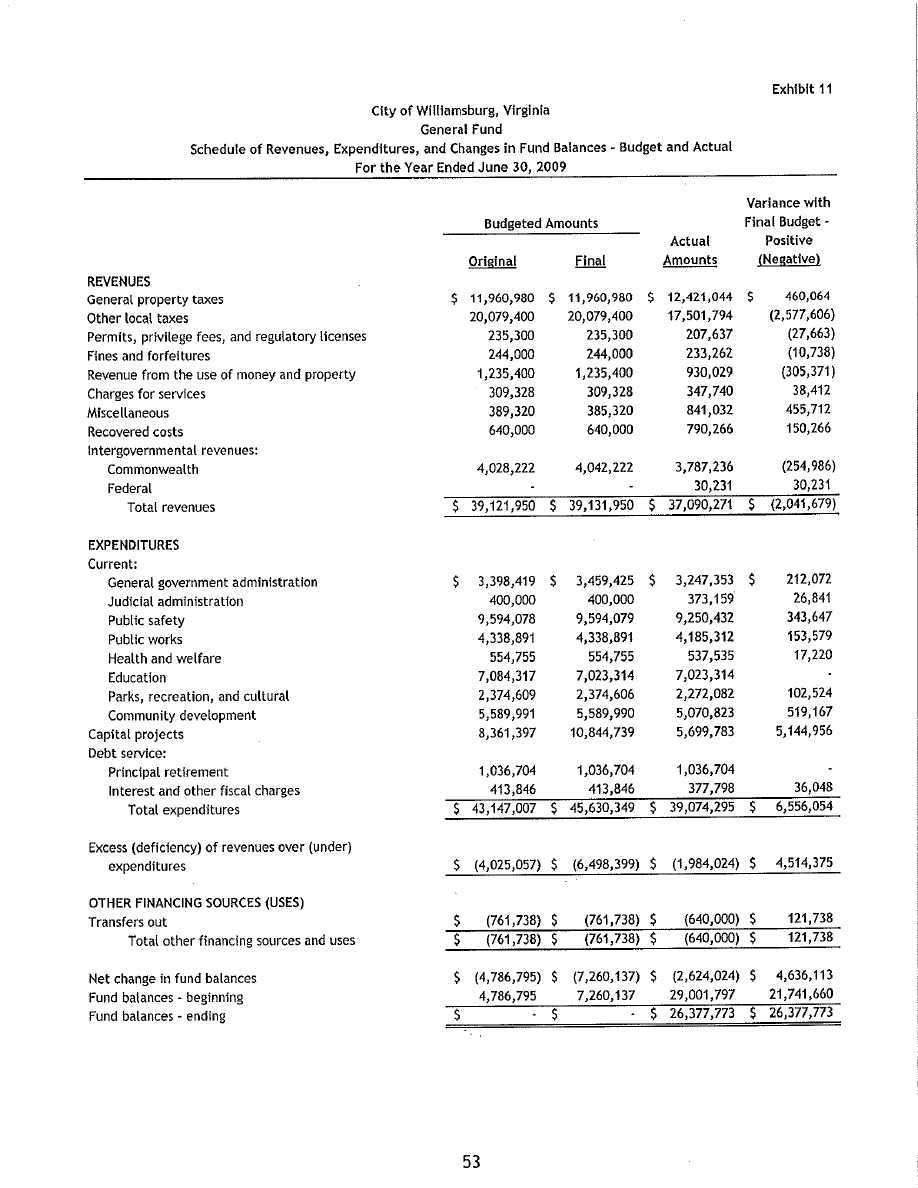 Exhibit 11
City of Williamsburg, Virginia
General Fund
Schedule of Revenues, Expenditures, and Changes in Fund Balances - Budget and Actual
For the Year Ended June 30, 2009
Variance with
Budgeted Amounts Final Budget -
Actual Positive
Original Final Amounts (Negative)
REVENUES
General property taxes $ 11,960,980 $ 11,960,980 $ 12,421,044 $ 460,064
Other local taxes 20,079,400 20,079,400 17,501,794 (2,577,606)
Permits, privilege fees, and regulatory licenses 235,300 235,300 207,637 (27,663)
Fines and forfeitures 244,000 244,000 233,262 (10,738)
Revenue from the use of money and property 1,235,400 1,235,400 930,029 (305,371)
Charges for services 309,328 309,328 347,740 38,412
Miscellaneous 389,320 385,320 841,032 455,712
Recovered costs 640,000 640,000 790,266 150,266
Intergovernmental revenues:
Commonwealth 4,028,222 4,042,222 3,787,236 (254,986)
Federal - - 30,231 30,231
Total revenues $ 39,121,950 $ 39,131,950 $ 37,090,271 $ (2,041,679)
EXPENDITURES
Current:
General government administration $ 3,398,419 $ 3,459,425 $ 3,247,353 $ 212,072
Judicial administration 400,000 400,000 373,159 26,841
Public safety 9,594,078 9,594,079 9,250,432 343,647
Public works 4,338,891 4,338,891 4,185,312 153,579
Health and welfare 554,755 554,755 537,535 17,220
Education 7,084,317 7,023,314 7,023,314 -
Parks, recreation, and cultural 2,374,609 2,374,606 2,272,082 102,524
Community development 5,589,991 5,589,990 5,070,823 519,167
Capital projects 8,361,397 10,844,739 5,699,783 5,144,956
Debt service:
Principal retirement 1,036,704 1,036,704 1,036,704 -
Interest and other fiscal charges 413,846 413,846 377,798 36,048
Total expenditures $ 43,147,007 $ 45,630,349 $ 39,074,295 $ 6,556,054
Excess (deficiency) of revenues over (under)
expenditures $ (4,025,057) $ (6,498,399) $ (1,984,024) $ 4,514,375
OTHER FINANCING SOURCES (USES)
Transfers out $ (761,738) $ (761,738) $ (640,000) $ 121,738
Total other financing sources and uses $ (761,738) $ (761,738) $ (640,000) $ 121,738
Net change in fund balances $ (4,786,795) $ (7,260,137) $ (2,624,024) $ 4,636,113
Fund balances - beginning 4,786,795 7,260,137 29,001,797 21,741,660
Fund balances - ending $ - $ - $ 26,377,773 $ 26,377,773
53